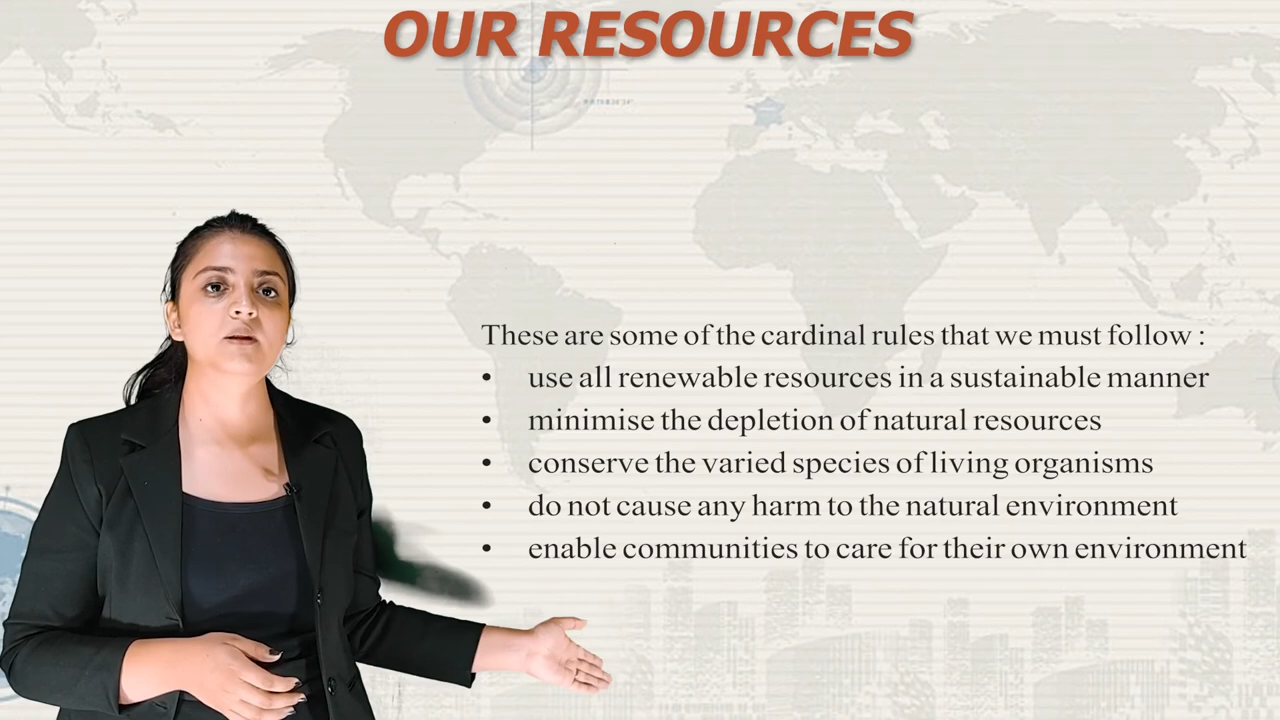 OUR RESOURCES
These are some of the cardinal rules that we must follow :
• use all renewable resources in a sustainable manner
• minimise the depletion of natural resources
• conserve the varied species of living organisms
• do not cause any harm to the natural environment
• enable communities to care for their own environment